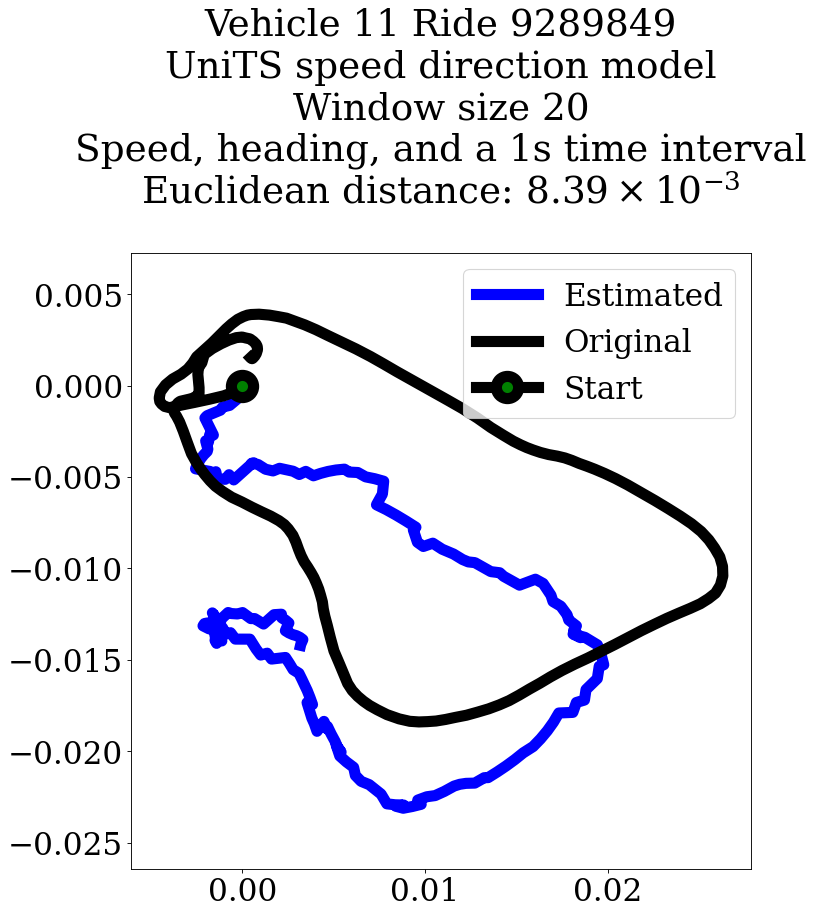 Vehicle 11 Ride 9289849
UniTS speed direction model
Window size 20
Speed, heading, and a 1s time interval
Euclidean distance: 8.39 × 10⁻³
Estimated
Original
Start
0.005
0.000
−0.005
−0.010
−0.015
−0.020
−0.025
0.00 0.01 0.02